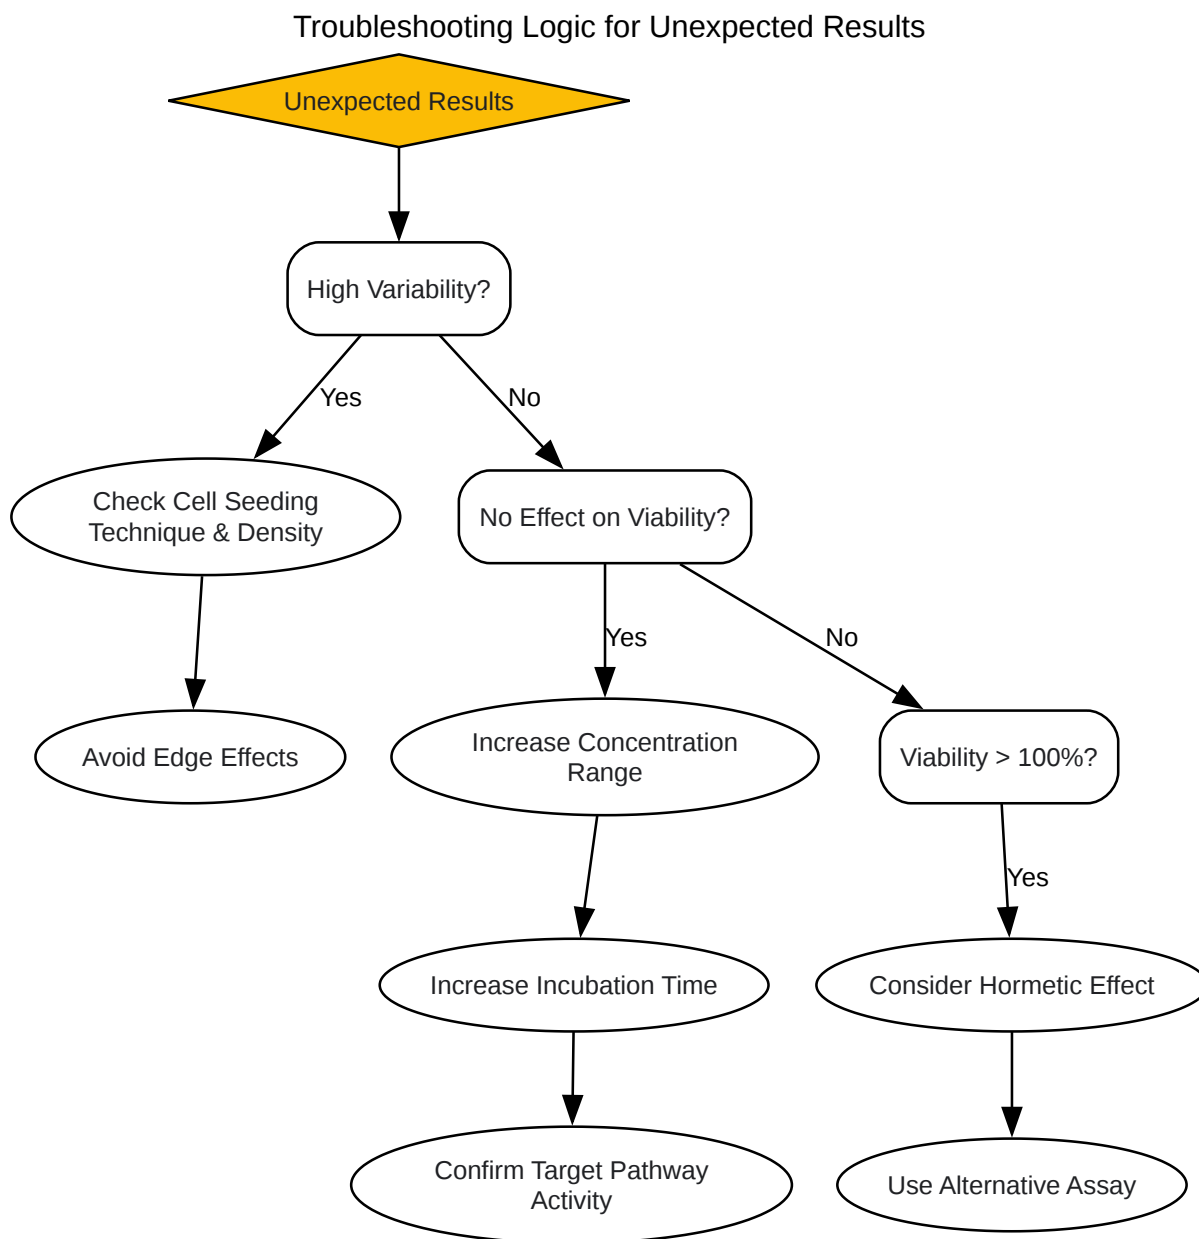 Troubleshooting Logic for Unexpected Results
Unexpected Results
High Variability?
Yes
No
Check Cell Seeding
Technique & Density
No Effect on Viability?
Yes
No
Avoid Edge Effects
Increase Concentration
Range
Viability > 100%?
Yes
Increase Incubation Time
Consider Hormetic Effect
Confirm Target Pathway
Activity
Use Alternative Assay